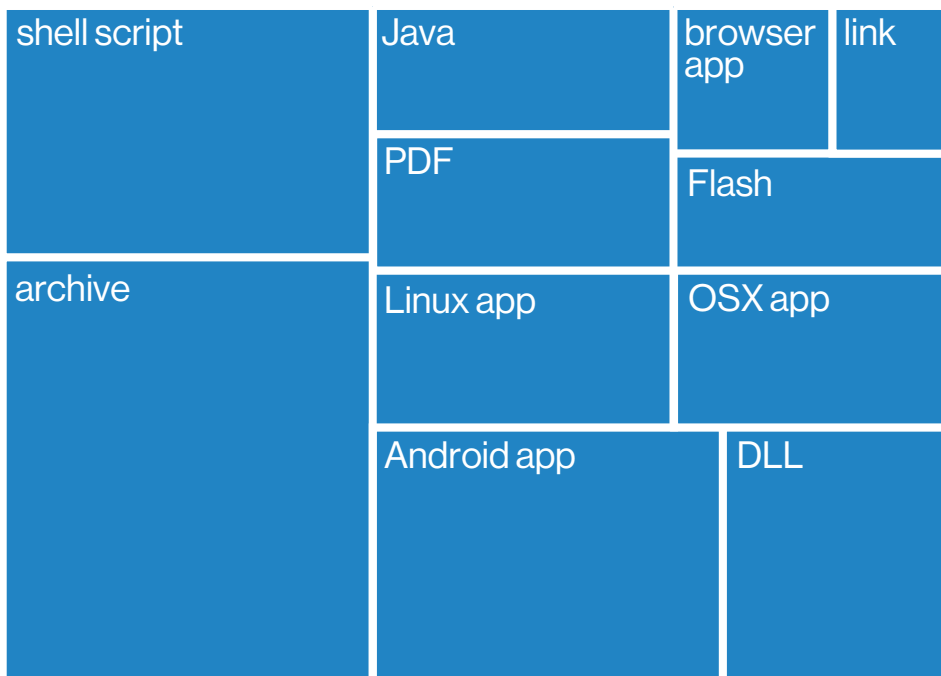 shell script
Java
browser
app
link
PDF
Flash
archive
Linux app
OSX app
Android app
DLL